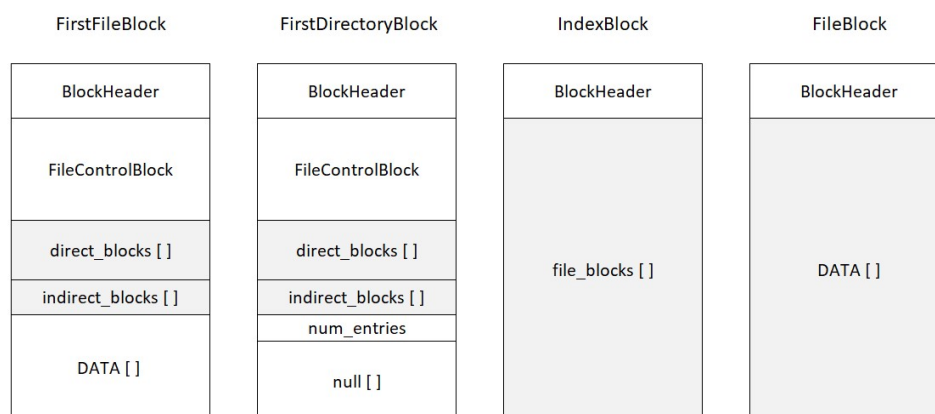 FirstFileBlock
FirstDirectoryBlock
IndexBlock
FileBlock
BlockHeader
FileControlBlock
direct_blocks [ ]
indirect_blocks [ ]
DATA [ ]
BlockHeader
FileControlBlock
direct_blocks [ ]
indirect_blocks [ ]
num_entries
null [ ]
BlockHeader
file_blocks [ ]
BlockHeader
DATA [ ]